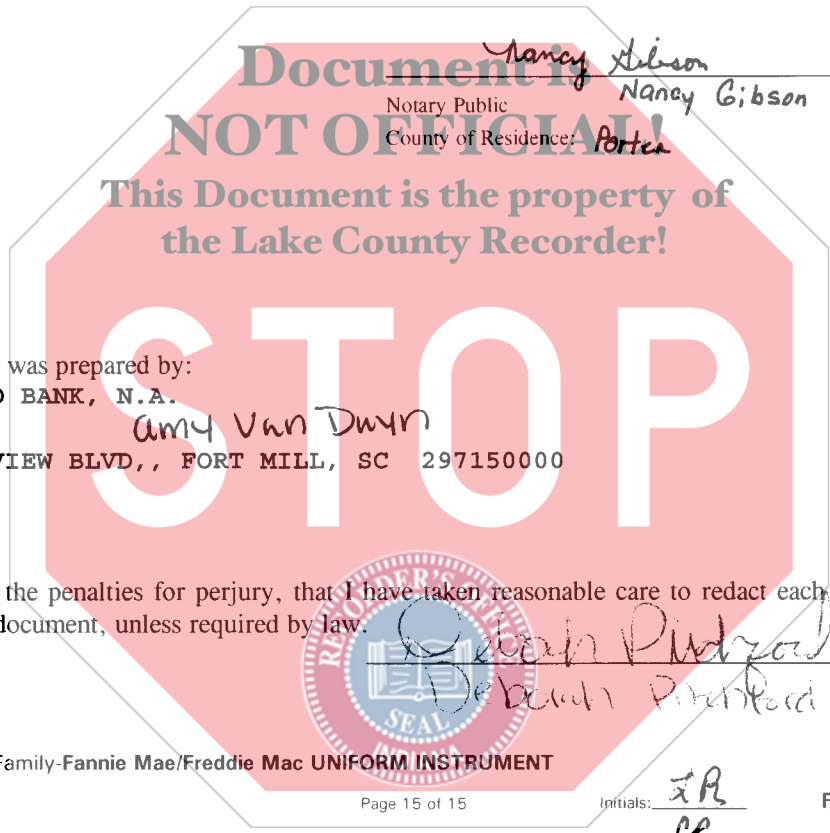 Nancy Gibson
Document is
Nancy Gibson
Notary Public
NOT OFFICIAL!
County of Residence: Porter
This Document is the property of
the Lake County Recorder!
STOP
was prepared by:
BANK, N.A.
Amy Van Duyn
VIEW BLVD,, FORT MILL, SC 297150000
the penalties for perjury, that I have taken reasonable care to redact each
document, unless required by law.
Deborah
Deborah
RECORDER'S OFFICE
SEAL
INDIANA
Family-Fannie Mae/Freddie Mac UNIFORM INSTRUMENT
Page 15 of 15
Initials: